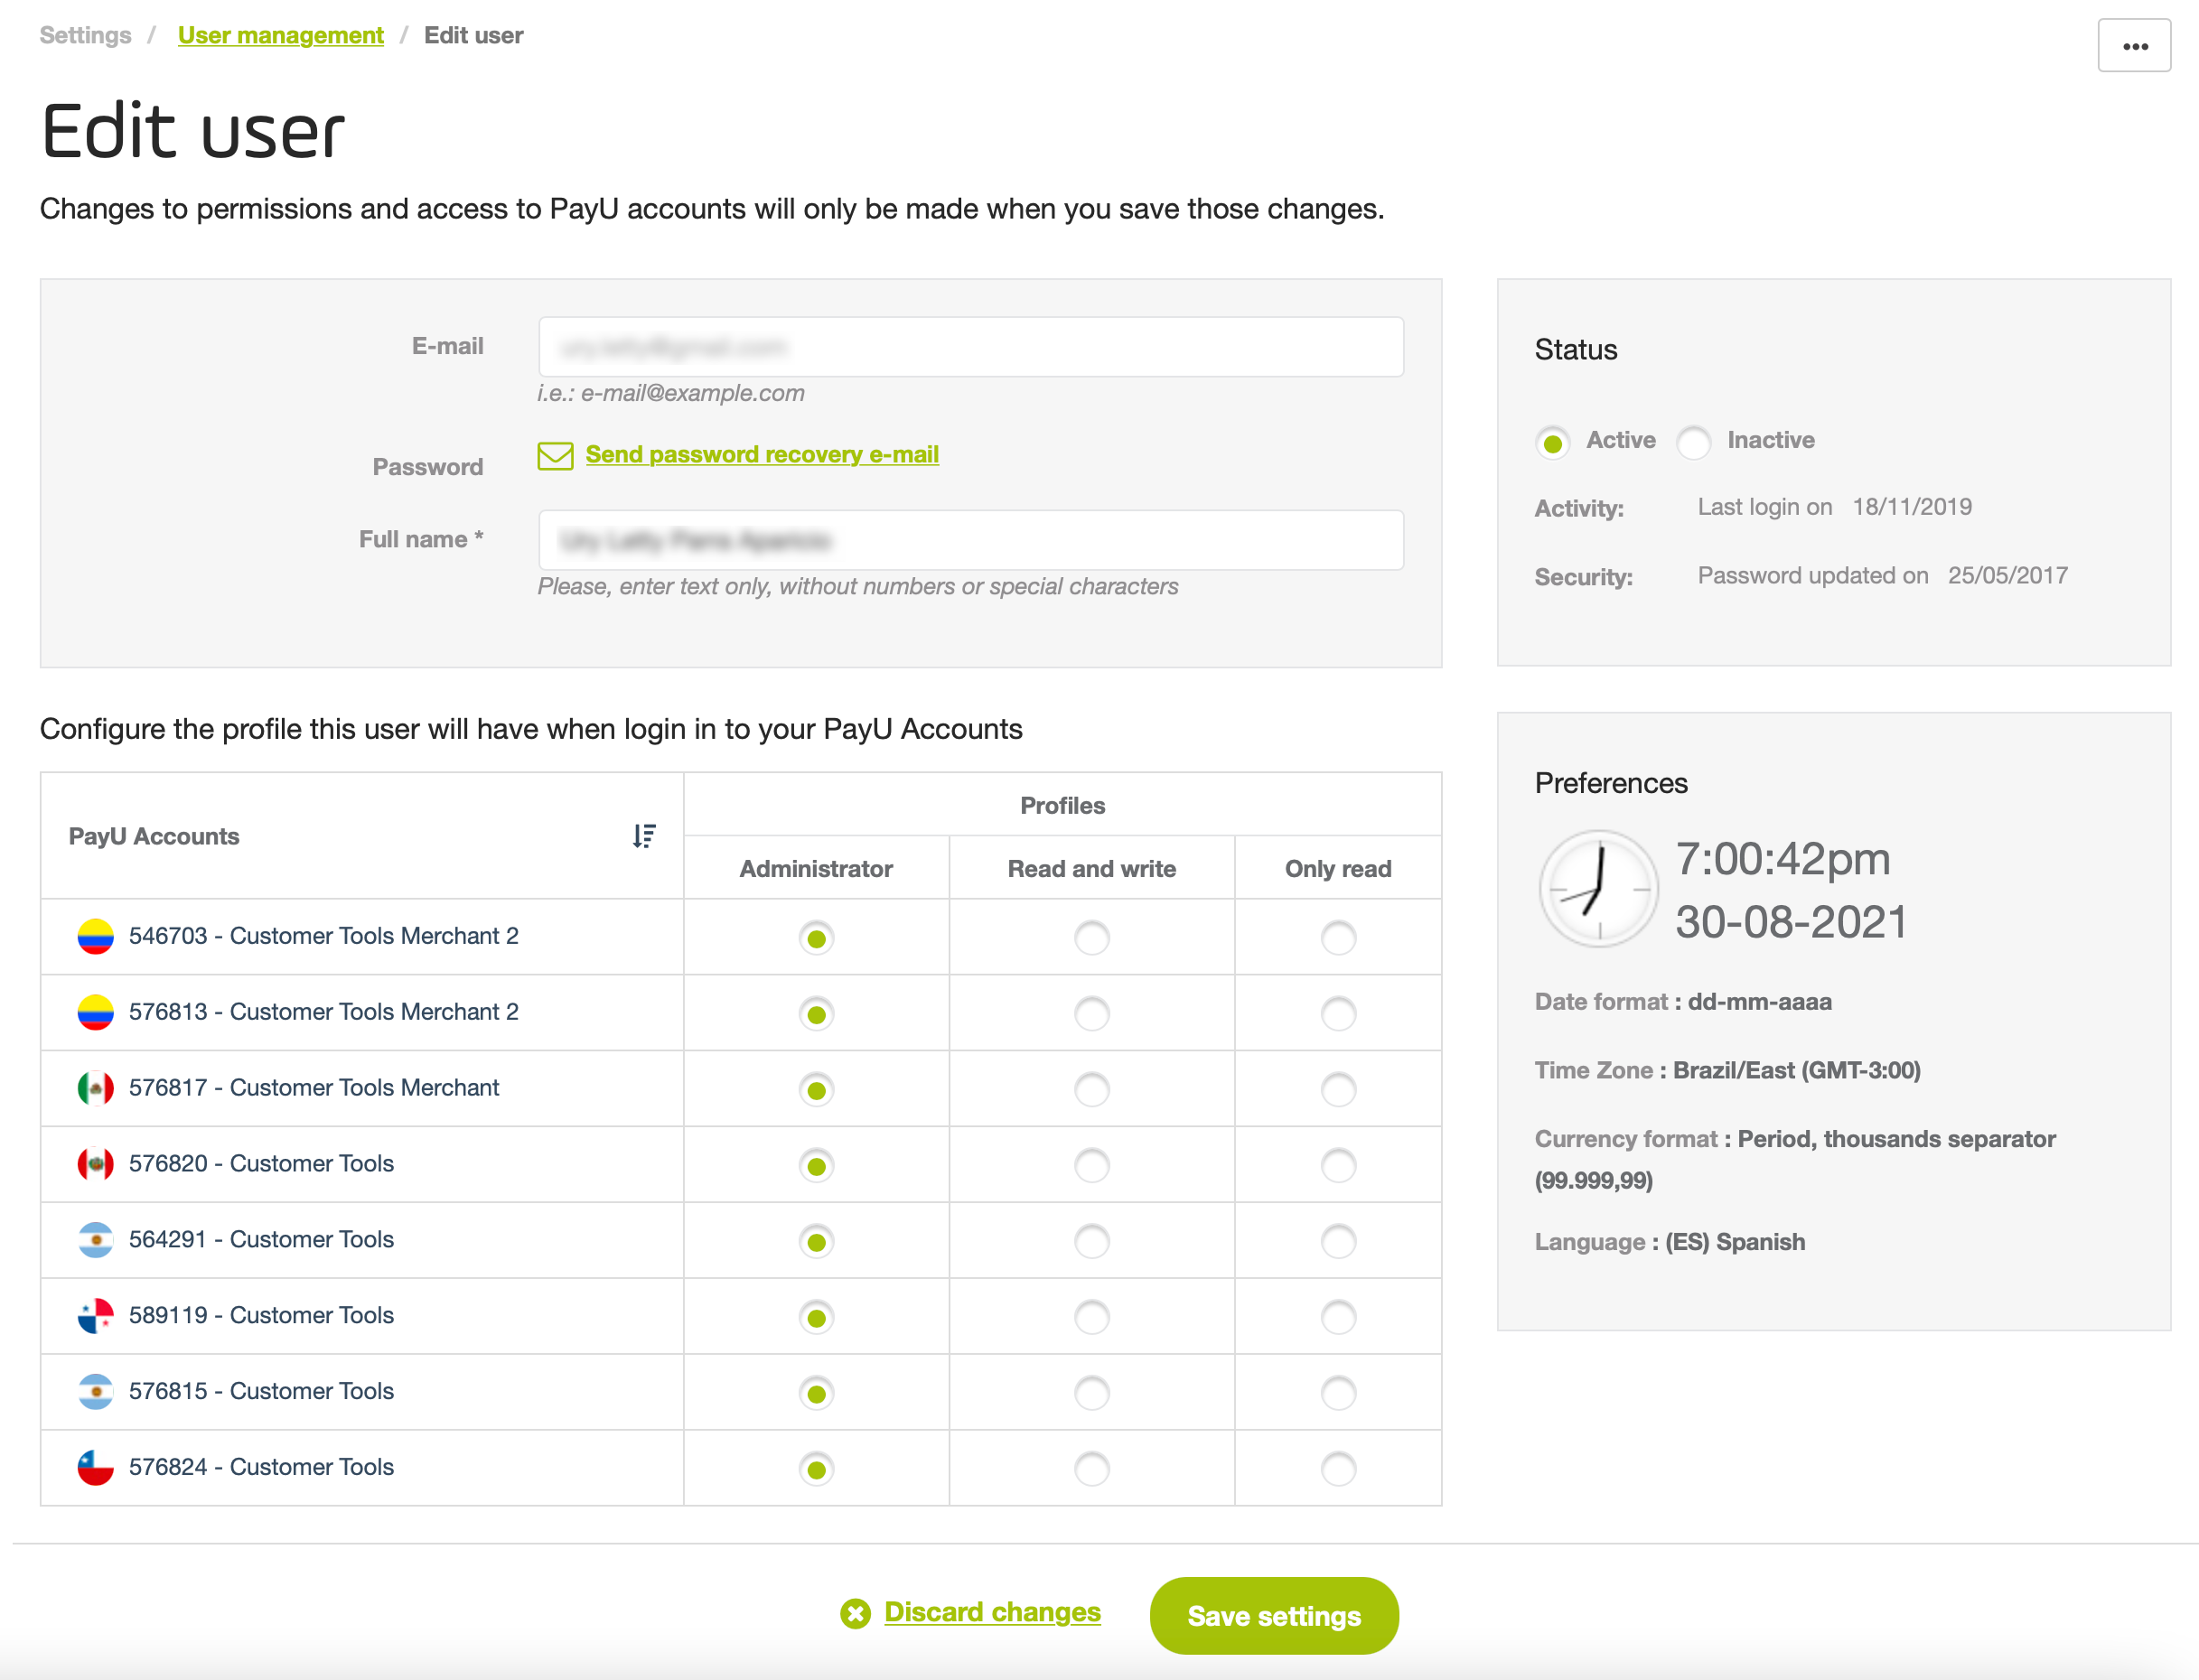 Settings / User management / Edit user
•••
Edit user
Changes to permissions and access to PayU accounts will only be made when you save those changes.
E-mail
i.e.: e-mail@example.com
Password
Send password recovery e-mail
Full name *
Please, enter text only, without numbers or special characters
Status
Active Inactive
Activity: Last login on 18/11/2019
Security: Password updated on 25/05/2017
Configure the profile this user will have when login in to your PayU Accounts
PayU Accounts
Profiles
Administrator Read and write Only read
546703 - Customer Tools Merchant 2
576813 - Customer Tools Merchant 2
576817 - Customer Tools Merchant
576820 - Customer Tools
564291 - Customer Tools
589119 - Customer Tools
576815 - Customer Tools
576824 - Customer Tools
Preferences
7:00:42pm
30-08-2021
Date format : dd-mm-aaaa
Time Zone : Brazil/East (GMT-3:00)
Currency format : Period, thousands separator
(99.999,99)
Language : (ES) Spanish
Discard changes
Save settings